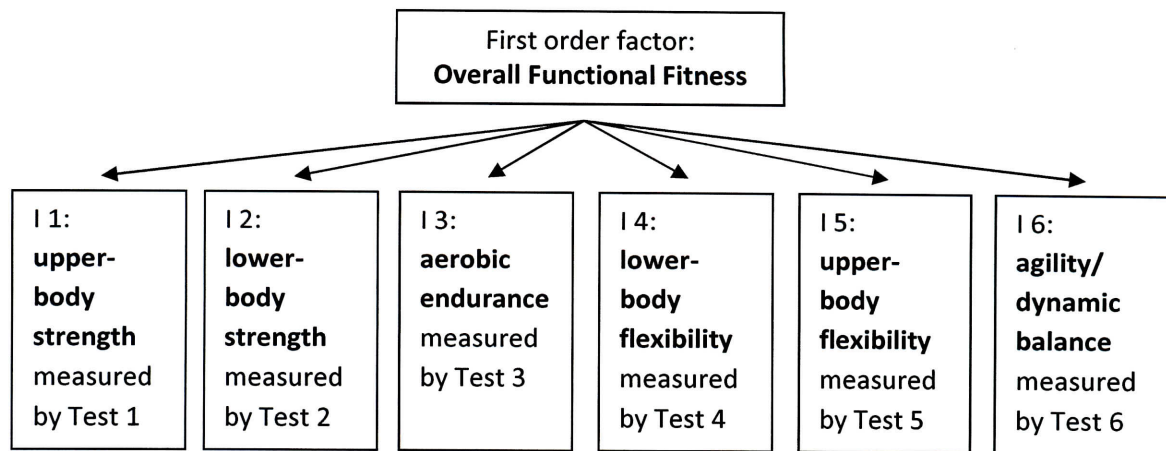 First order factor:
Overall Functional Fitness
I 1:
upper-
body
strength
measured
by Test 1
I 2:
lower-
body
strength
measured
by Test 2
I 3:
aerobic
endurance
measured
by Test 3
I 4:
lower-
body
flexibility
measured
by Test 4
I 5:
upper-
body
flexibility
measured
by Test 5
I 6:
agility/
dynamic
balance
measured
by Test 6